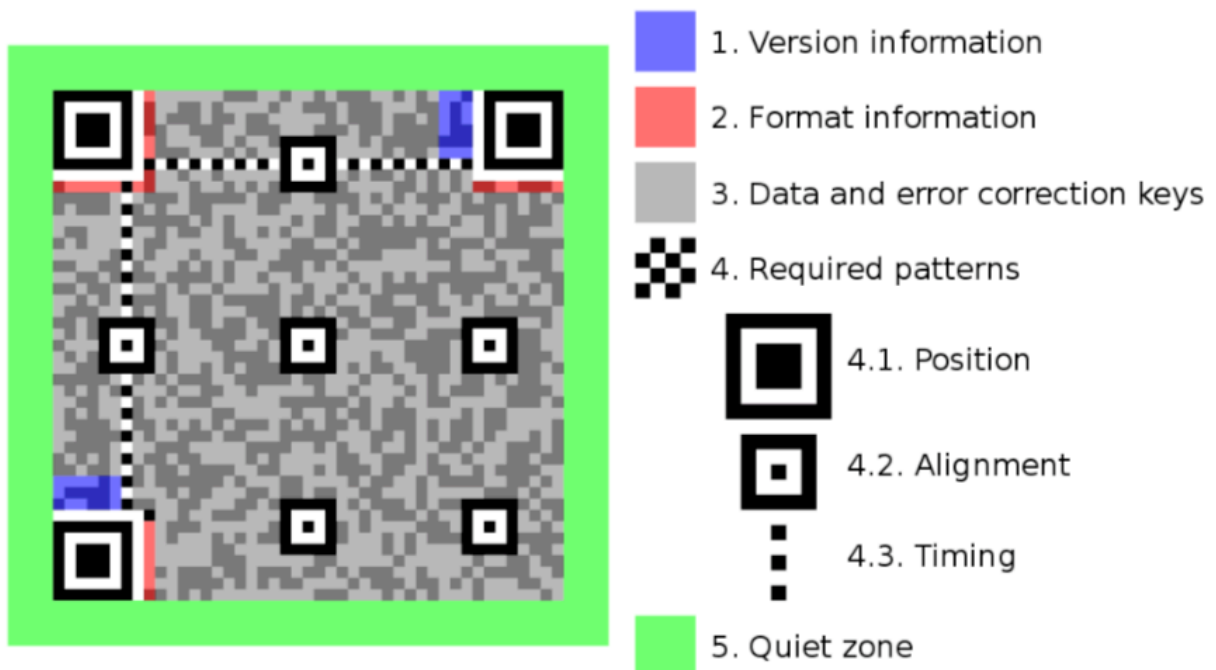 1. Version information
2. Format information
3. Data and error correction keys
4. Required patterns
4.1. Position
4.2. Alignment
4.3. Timing
5. Quiet zone